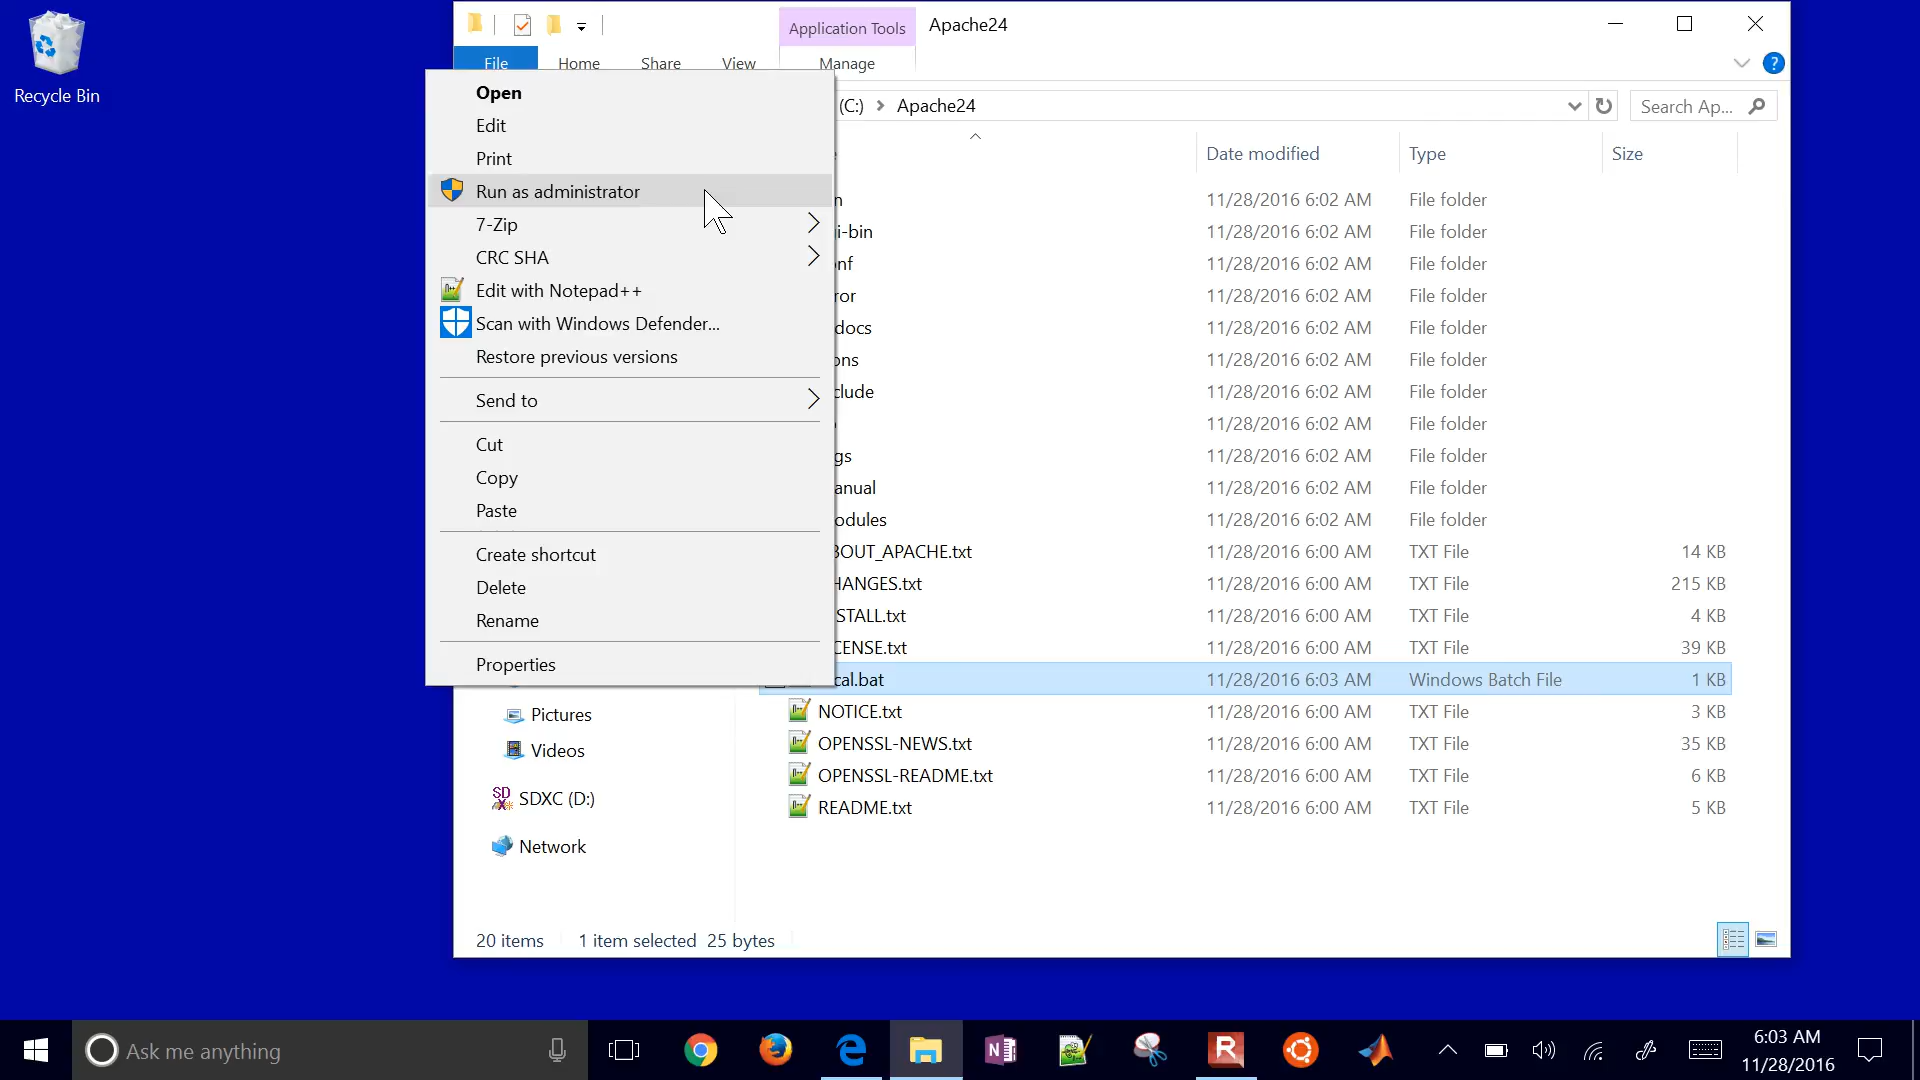 Recycle Bin
Application Tools
Apache24
File
Home
Share
View
Manage
(C:)
Apache24
Search Ap...
Open
Edit
Print
Run as administrator
7-Zip
CRC SHA
Edit with Notepad++
Scan with Windows Defender...
Restore previous versions
Send to
Cut
Copy
Paste
Create shortcut
Delete
Rename
Properties
Date modified
Type
Size
n 11/28/2016 6:02 AM File folder
i-bin 11/28/2016 6:02 AM File folder
nf 11/28/2016 6:02 AM File folder
ror 11/28/2016 6:02 AM File folder
docs 11/28/2016 6:02 AM File folder
ons 11/28/2016 6:02 AM File folder
clude 11/28/2016 6:02 AM File folder
11/28/2016 6:02 AM File folder
gs 11/28/2016 6:02 AM File folder
anual 11/28/2016 6:02 AM File folder
odules 11/28/2016 6:02 AM File folder
BOUT_APACHE.txt 11/28/2016 6:00 AM TXT File 14 KB
HANGES.txt 11/28/2016 6:00 AM TXT File 215 KB
STALL.txt 11/28/2016 6:00 AM TXT File 4 KB
CENSE.txt 11/28/2016 6:00 AM TXT File 39 KB
cal.bat 11/28/2016 6:03 AM Windows Batch File 1 KB
NOTICE.txt 11/28/2016 6:00 AM TXT File 3 KB
OPENSSL-NEWS.txt 11/28/2016 6:00 AM TXT File 35 KB
OPENSSL-README.txt 11/28/2016 6:00 AM TXT File 6 KB
README.txt 11/28/2016 6:00 AM TXT File 5 KB
Pictures
Videos
SDXC (D:)
Network
20 items
1 item selected 25 bytes
Ask me anything
6:03 AM
11/28/2016